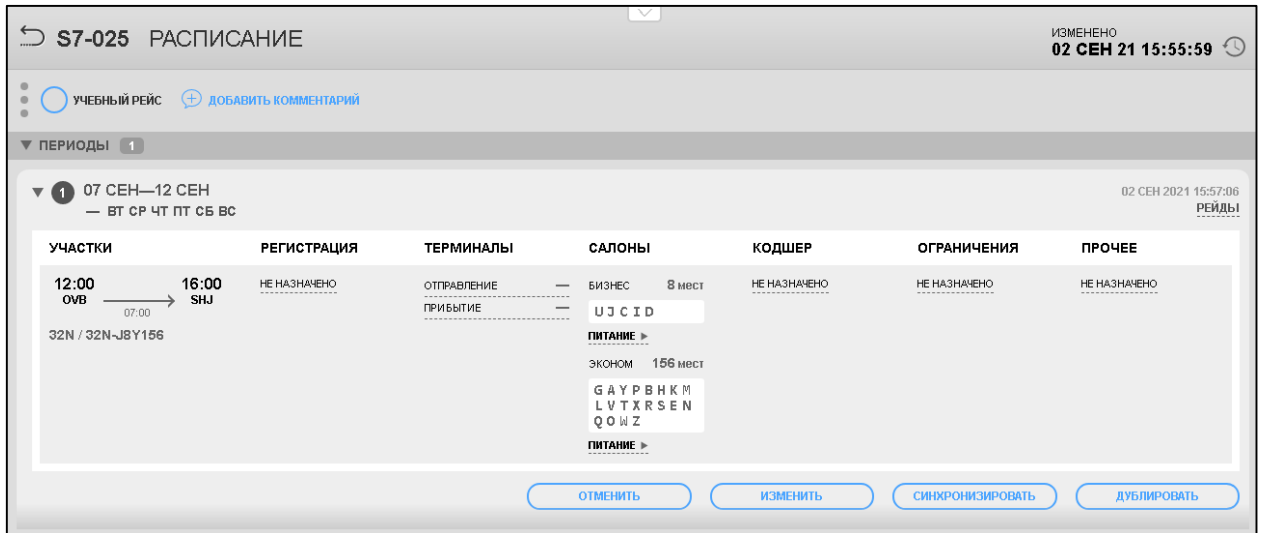 S7-025 РАСПИСАНИЕ
ИЗМЕНЕНО
02 СЕН 21 15:55:59
УЧЕБНЫЙ РЕЙС ДОБАВИТЬ КОММЕНТАРИЙ
ПЕРИОДЫ 1
1 07 СЕН—12 СЕН
— ВТ СР ЧТ ПТ СБ ВС
02 СЕН 2021 15:57:06
РЕЙДЫ
УЧАСТКИ РЕГИСТРАЦИЯ ТЕРМИНАЛЫ САЛОНЫ КОДШЕР ОГРАНИЧЕНИЯ ПРОЧЕЕ
12:00 16:00
OVB SHJ
07:00
32N / 32N-J8Y156
НЕ НАЗНАЧЕНО
ОТПРАВЛЕНИЕ —
ПРИБЫТИЕ —
БИЗНЕС 8 мест
U J C I D
ПИТАНИЕ
ЭКОНОМ 156 мест
G A Y P B H K M
L V T X R S E N
Q O W Z
ПИТАНИЕ
НЕ НАЗНАЧЕНО
НЕ НАЗНАЧЕНО
НЕ НАЗНАЧЕНО
ОТМЕНИТЬ ИЗМЕНИТЬ СИНХРОНИЗИРОВАТЬ ДУБЛИРОВАТЬ